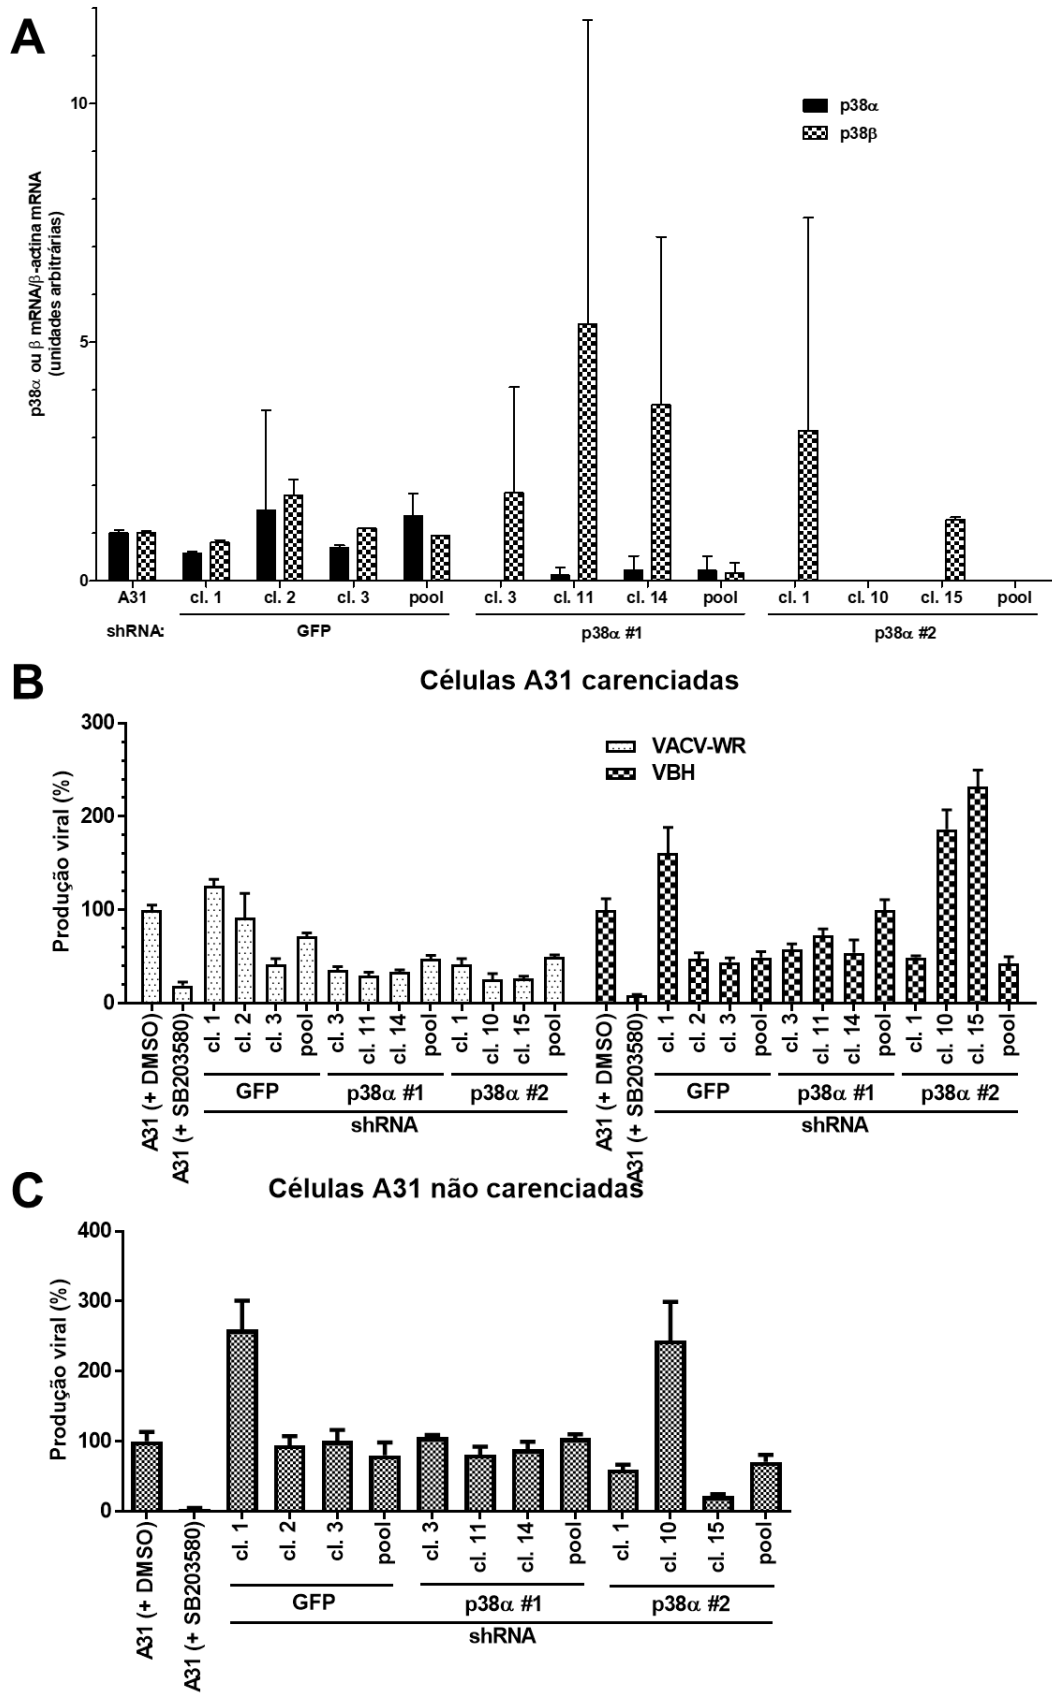 A
p38α ou β mRNA/β-actina mRNA
(unidades arbitrárias)
10
5
0
p38α
p38β
A31 cl. 1 cl. 2 cl. 3 pool cl. 3 cl. 11 cl. 14 pool cl. 1 cl. 10 cl. 15 pool
shRNA: GFP p38α #1 p38α #2
B
Células A31 carenciadas
Produção viral (%)
300
200
100
0
VACV-WR
VBH
A31 (+ DMSO) A31 (+ SB203580) cl. 1 cl. 2 cl. 3 pool cl. 3 cl. 11 cl. 14 pool cl. 1 cl. 10 cl. 15 pool A31 (+ DMSO) A31 (+ SB203580) cl. 1 cl. 2 cl. 3 pool cl. 3 cl. 11 cl. 14 pool cl. 1 cl. 10 cl. 15 pool
GFP p38α #1 p38α #2 GFP p38α #1 p38α #2
shRNA shRNA
C
Células A31 não carenciadas
Produção viral (%)
400
300
200
100
0
A31 (+ DMSO) A31 (+ SB203580) cl. 1 cl. 2 cl. 3 pool cl. 3 cl. 11 cl. 14 pool cl. 1 cl. 10 cl. 15 pool
GFP p38α #1 p38α #2
shRNA